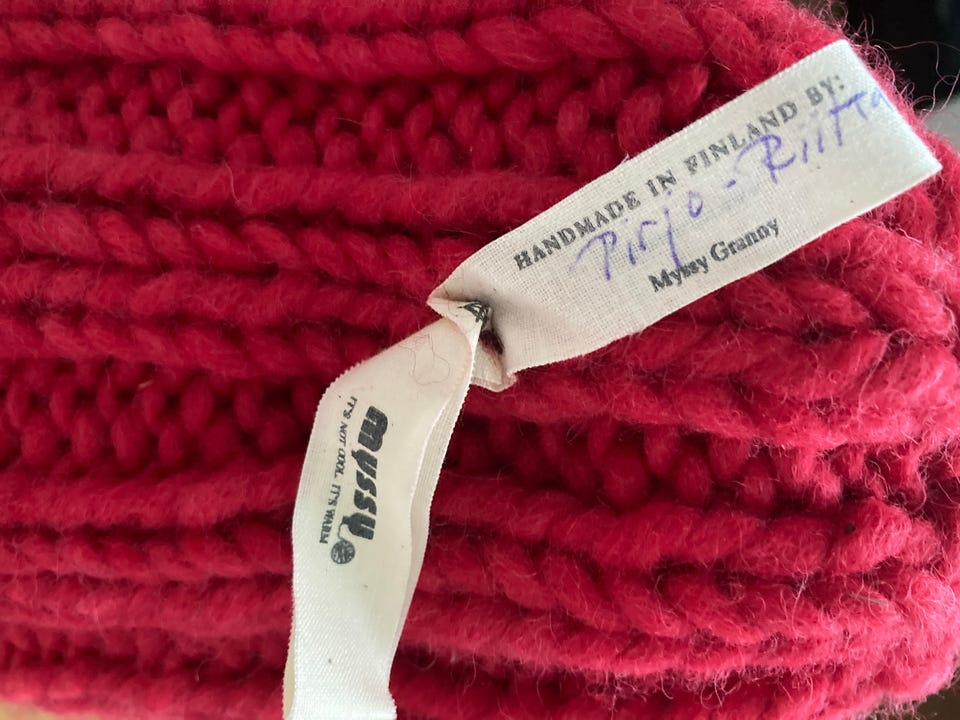 HANDMADE IN FINLAND BY:
Pirjo-Riitta
Myssy Granny
myssy
IT'S NOT COOL, IT'S WARM